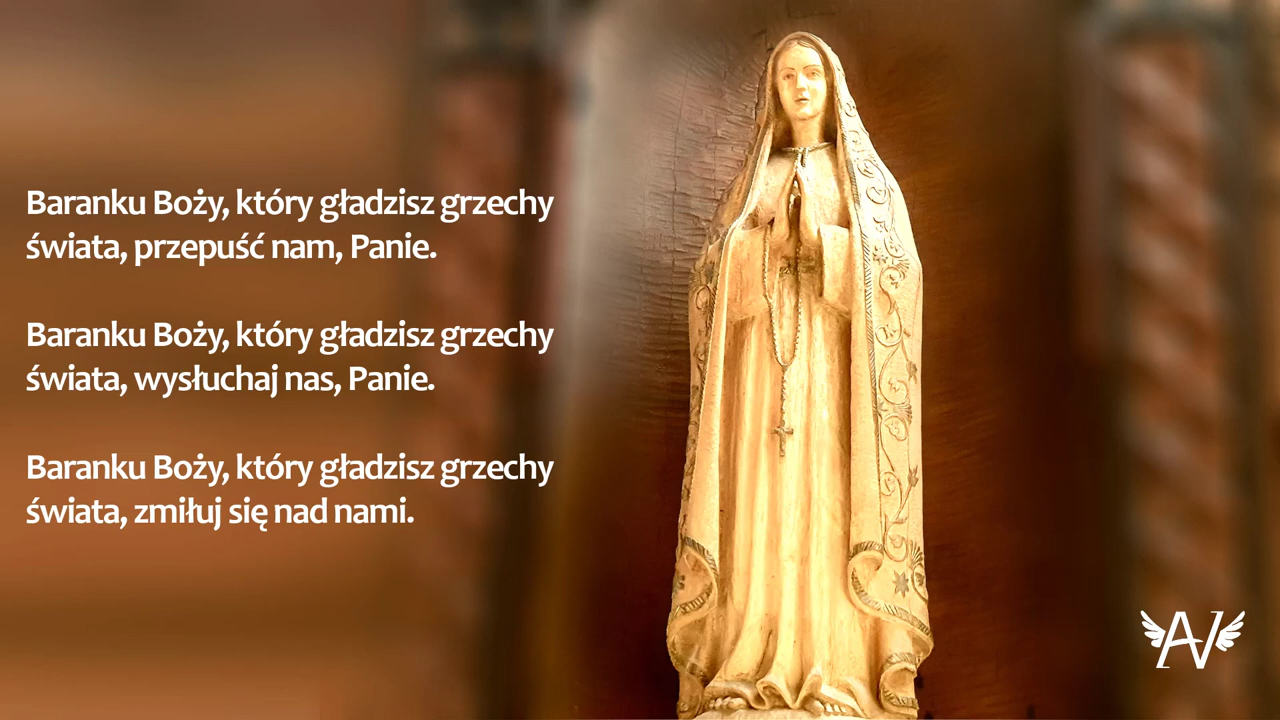 Baranku Boży, który gładzisz grzechy
świata, przepuść nam, Panie.
Baranku Boży, który gładzisz grzechy
świata, wysłuchaj nas, Panie.
Baranku Boży, który gładzisz grzechy
świata, zmiłuj się nad nami.
AV